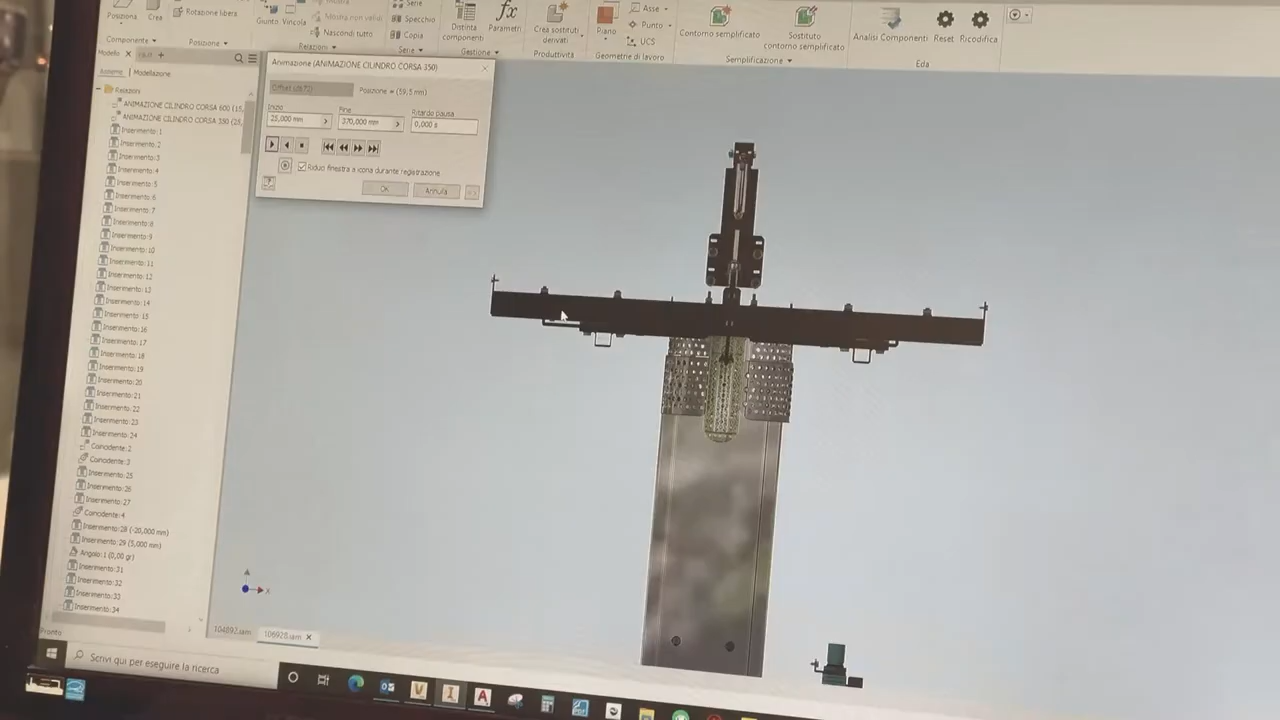 Posiziona
Crea
Rotazione libera
Giunto
Vincola
Mostra non validi
Nascondi tutto
Serie
Specchio
Copia
Distinta componenti
fx
Parametri
Crea sostituti derivati
Piano
Asse
Punto
UCS
Contorno semplificato
Sostituto contorno semplificato
Analisi Componenti
Reset
Ricodifica
Componente
Posizione
Relazioni
Serie
Gestione
Produttività
Geometrie di lavoro
Semplificazione
Eda
Modello
Assieme
Modellazione
Relazioni
ANIMAZIONE CILINDRO CORSA 600 (15,
ANIMAZIONE CILINDRO CORSA 350 (25,
Inserimento:1
Inserimento:2
Inserimento:3
Inserimento:4
Inserimento:5
Inserimento:6
Inserimento:7
Inserimento:8
Inserimento:9
Inserimento:10
Inserimento:11
Inserimento:12
Inserimento:13
Inserimento:14
Inserimento:15
Inserimento:16
Inserimento:17
Inserimento:18
Inserimento:19
Inserimento:20
Inserimento:21
Inserimento:22
Inserimento:23
Inserimento:24
Coincidente:2
Coincidente:3
Inserimento:25
Inserimento:26
Inserimento:27
Coincidente:4
Inserimento:28 (-20,000 mm)
Inserimento:29 (5,000 mm)
Angolo:1 (0,00 gr)
Inserimento:31
Inserimento:32
Inserimento:33
Inserimento:34
Pronto
Animazione (ANIMAZIONE CILINDRO CORSA 350)
Posizione = (59,5 mm)
Inizio
Fine
Ritardo pausa
25,000 mm
370,000 mm
0,000 s
Riduci finestra a icona durante registrazione
OK
Annulla
X
104892.iam
106928.iam
Scrivi qui per eseguire la ricerca